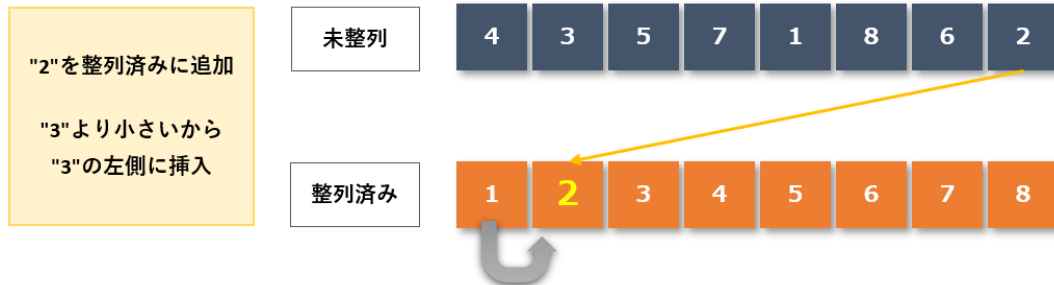 "2"を整列済みに追加
"3"より小さいから
"3"の左側に挿入
未整列
4 3 5 7 1 8 6 2
整列済み
1 2 3 4 5 6 7 8